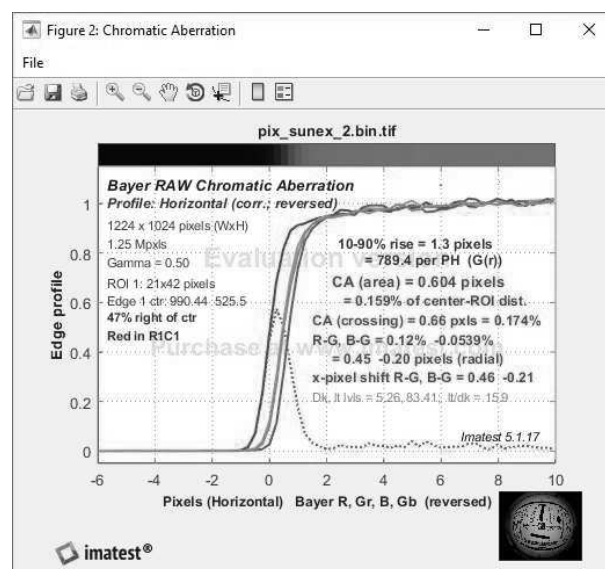 Figure 2: Chromatic Aberration
File
pix_sunex_2.bin.tif
Bayer RAW Chromatic Aberration
Profile: Horizontal (corr.; reversed)
1224 x 1024 pixels (WxH)
1.25 Mpxls
Gamma = 0.50
ROI 1: 21x42 pixels
Edge 1 ctr: 990.44 525.5
47% right of ctr
Red in R1C1
Evaluation
Purchase at www.imatest.com
10-90% rise = 1.3 pixels
= 789.4 per PH (G(r))
CA (area) = 0.604 pixels
= 0.159% of center-ROI dist.
CA (crossing) = 0.66 pxls = 0.174%
R-G, B-G = 0.12% -0.0539%
= 0.45 -0.20 pixels (radial)
x-pixel shift R-G, B-G = 0.46 -0.21
Dk, lt lvls = 5.26, 83.41; lt/dk = 15.9
Imatest 5.1.17
Edge profile
1
0.8
0.6
0.4
0.2
0
-6 -4 -2 0 2 4 6 8 10
Pixels (Horizontal) Bayer R, Gr, B, Gb (reversed)
imatest®